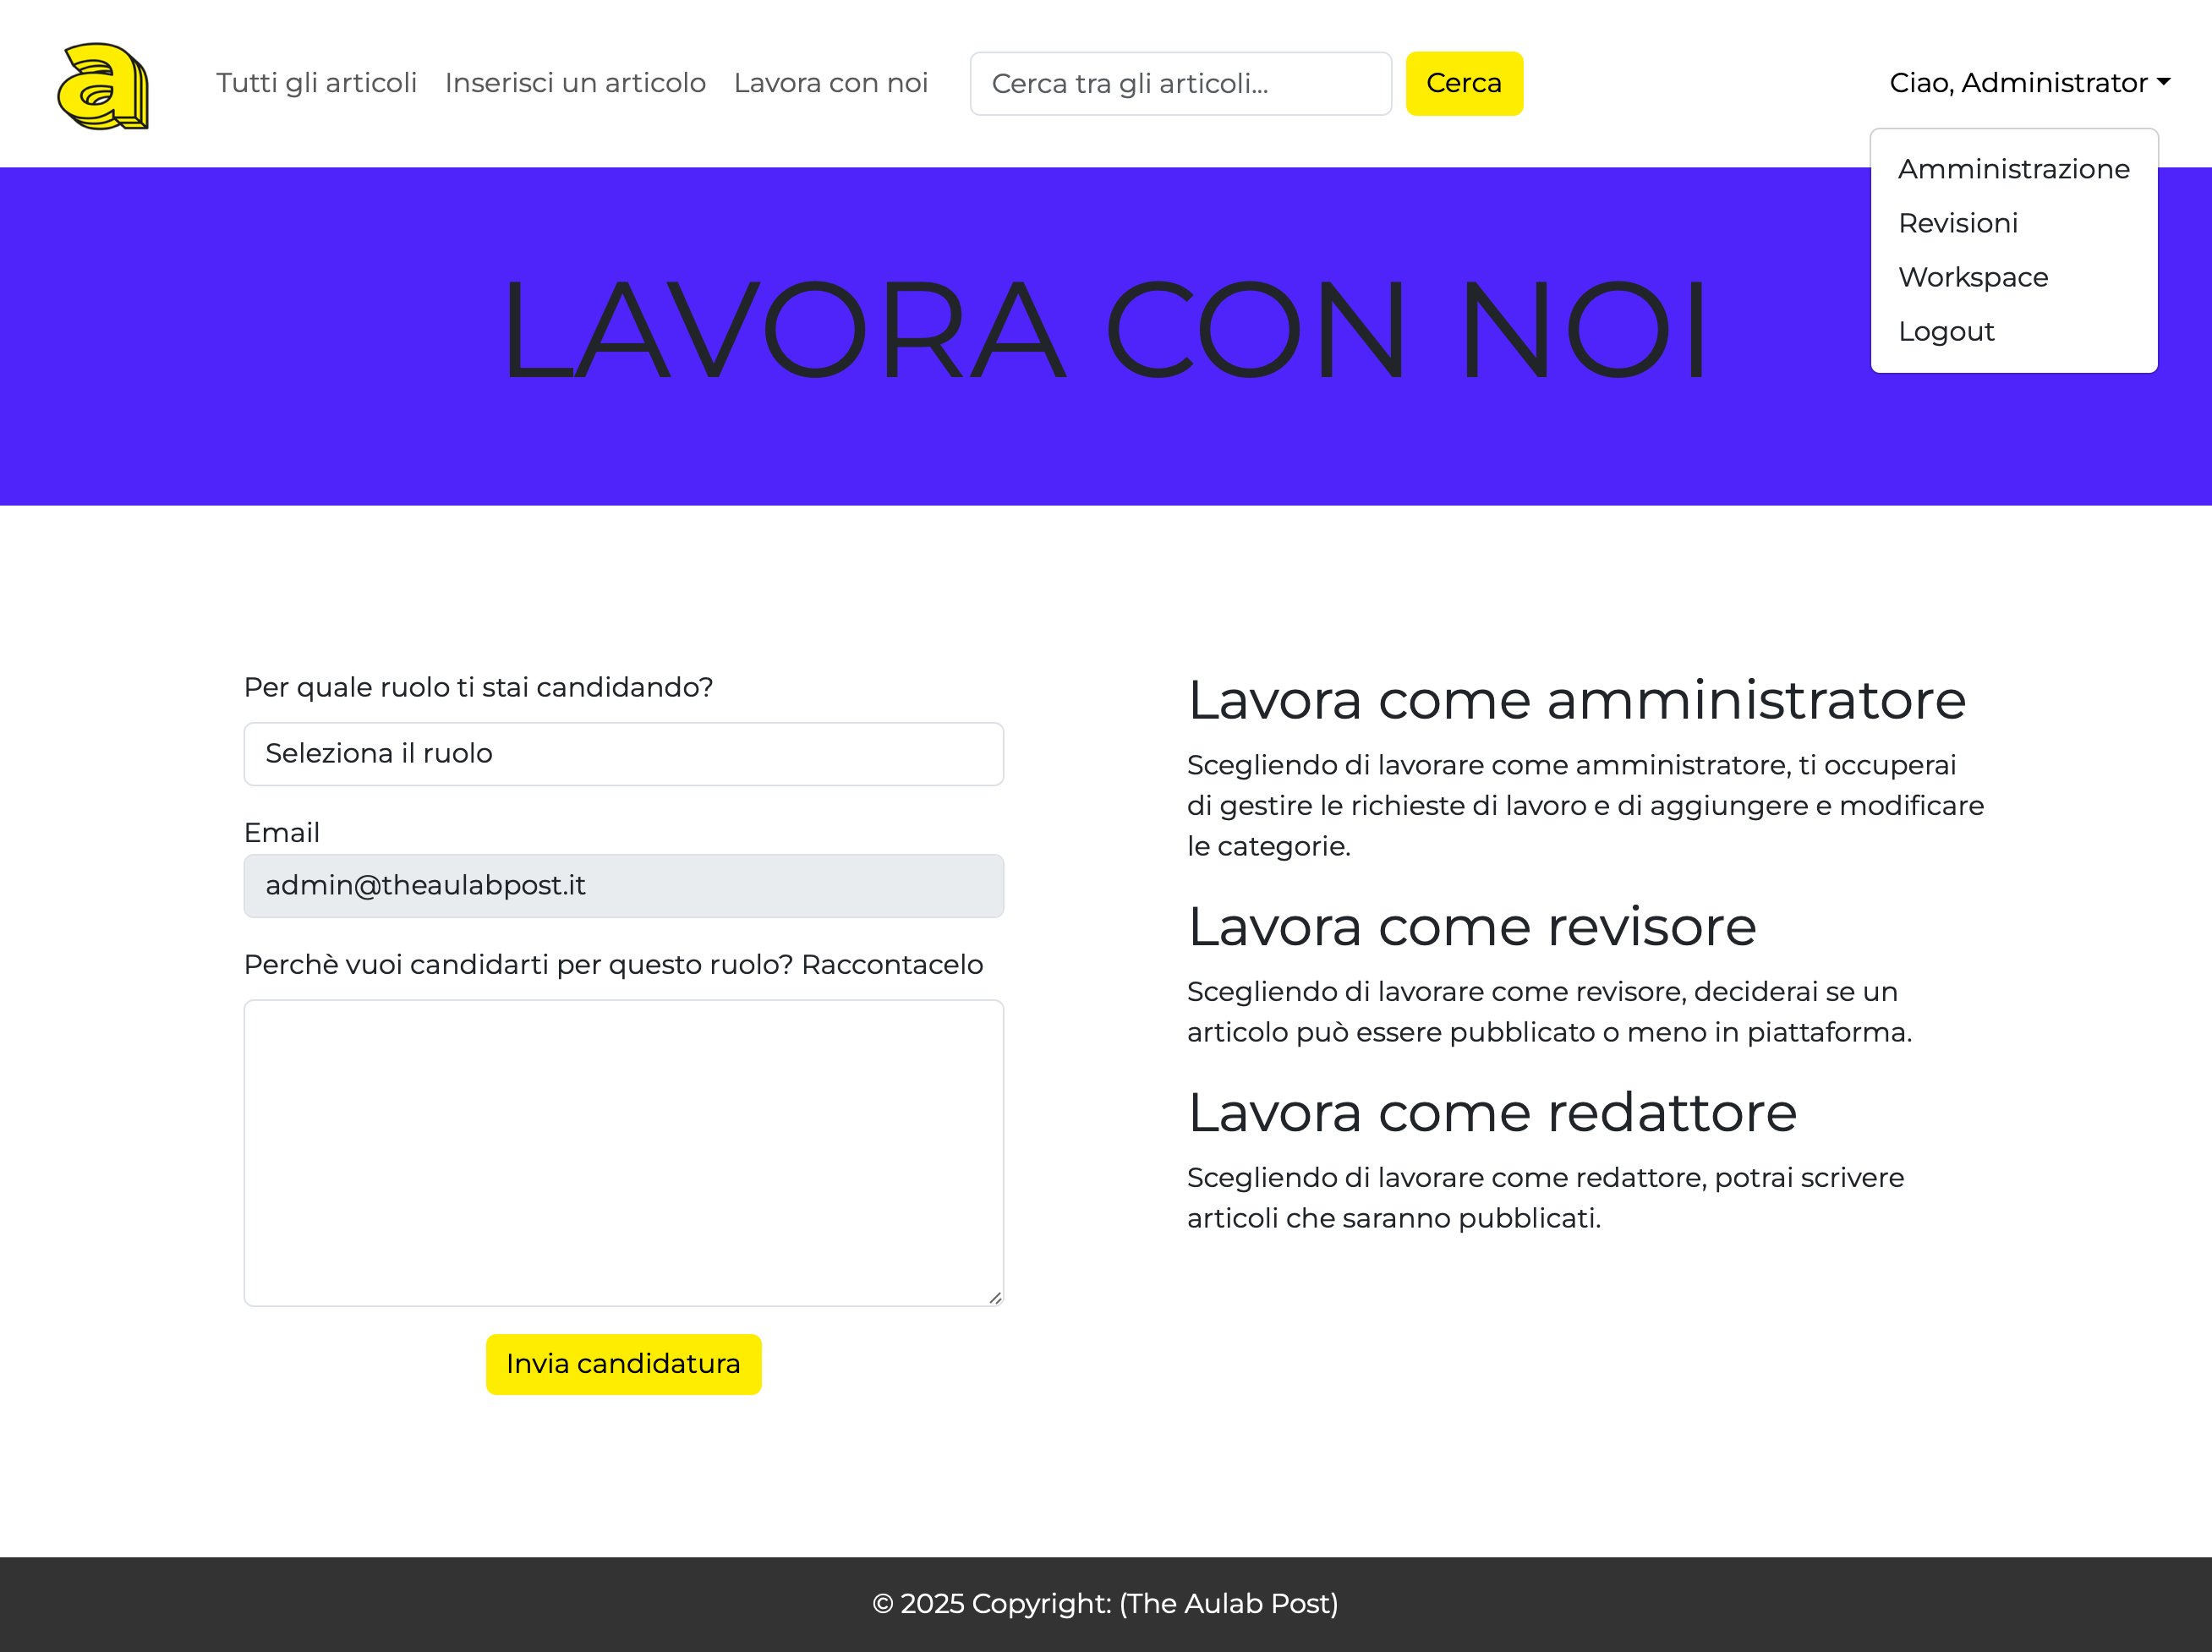 a
Tutti gli articoli
Inserisci un articolo
Lavora con noi
Cerca tra gli articoli...
Cerca
Ciao, Administrator
Amministrazione
Revisioni
Workspace
Logout
LAVORA CON NOI
Per quale ruolo ti stai candidando?
Seleziona il ruolo
Email
admin@theaulabpost.it
Perchè vuoi candidarti per questo ruolo? Raccontacelo
Invia candidatura
Lavora come amministratore
Scegliendo di lavorare come amministratore, ti occuperai
di gestire le richieste di lavoro e di aggiungere e modificare
le categorie.
Lavora come revisore
Scegliendo di lavorare come revisore, deciderai se un
articolo può essere pubblicato o meno in piattaforma.
Lavora come redattore
Scegliendo di lavorare come redattore, potrai scrivere
articoli che saranno pubblicati.
© 2025 Copyright: (The Aulab Post)